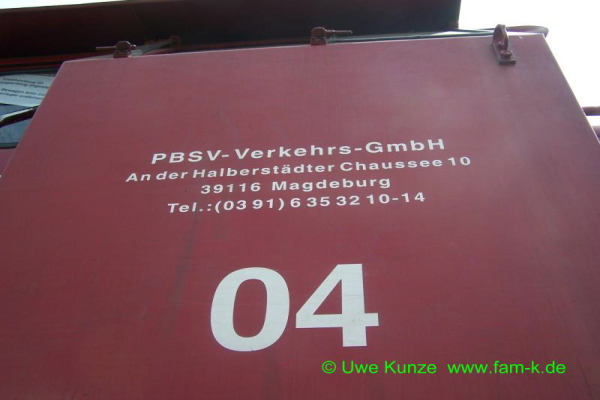 PBSV-Verkehrs-GmbH
An der Halberstädter Chaussee 10
39116 Magdeburg
Tel.:(03 91) 6 35 32 10-14
04
© Uwe Kunze www.fam-k.de